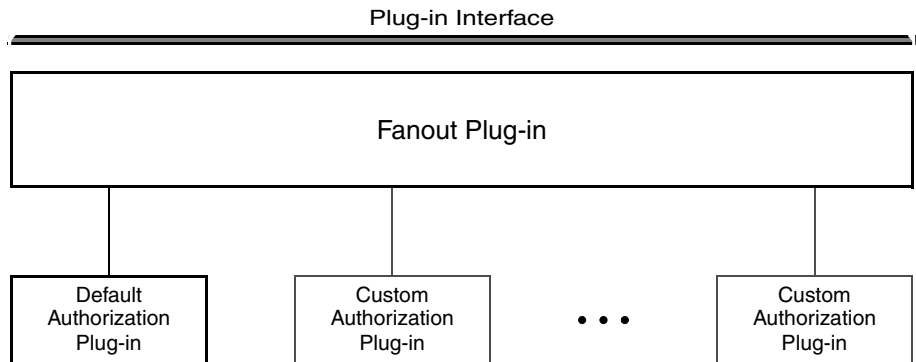 Plug-in Interface
Fanout Plug-in
Default
Authorization
Plug-in
Custom
Authorization
Plug-in
• • •
Custom
Authorization
Plug-in